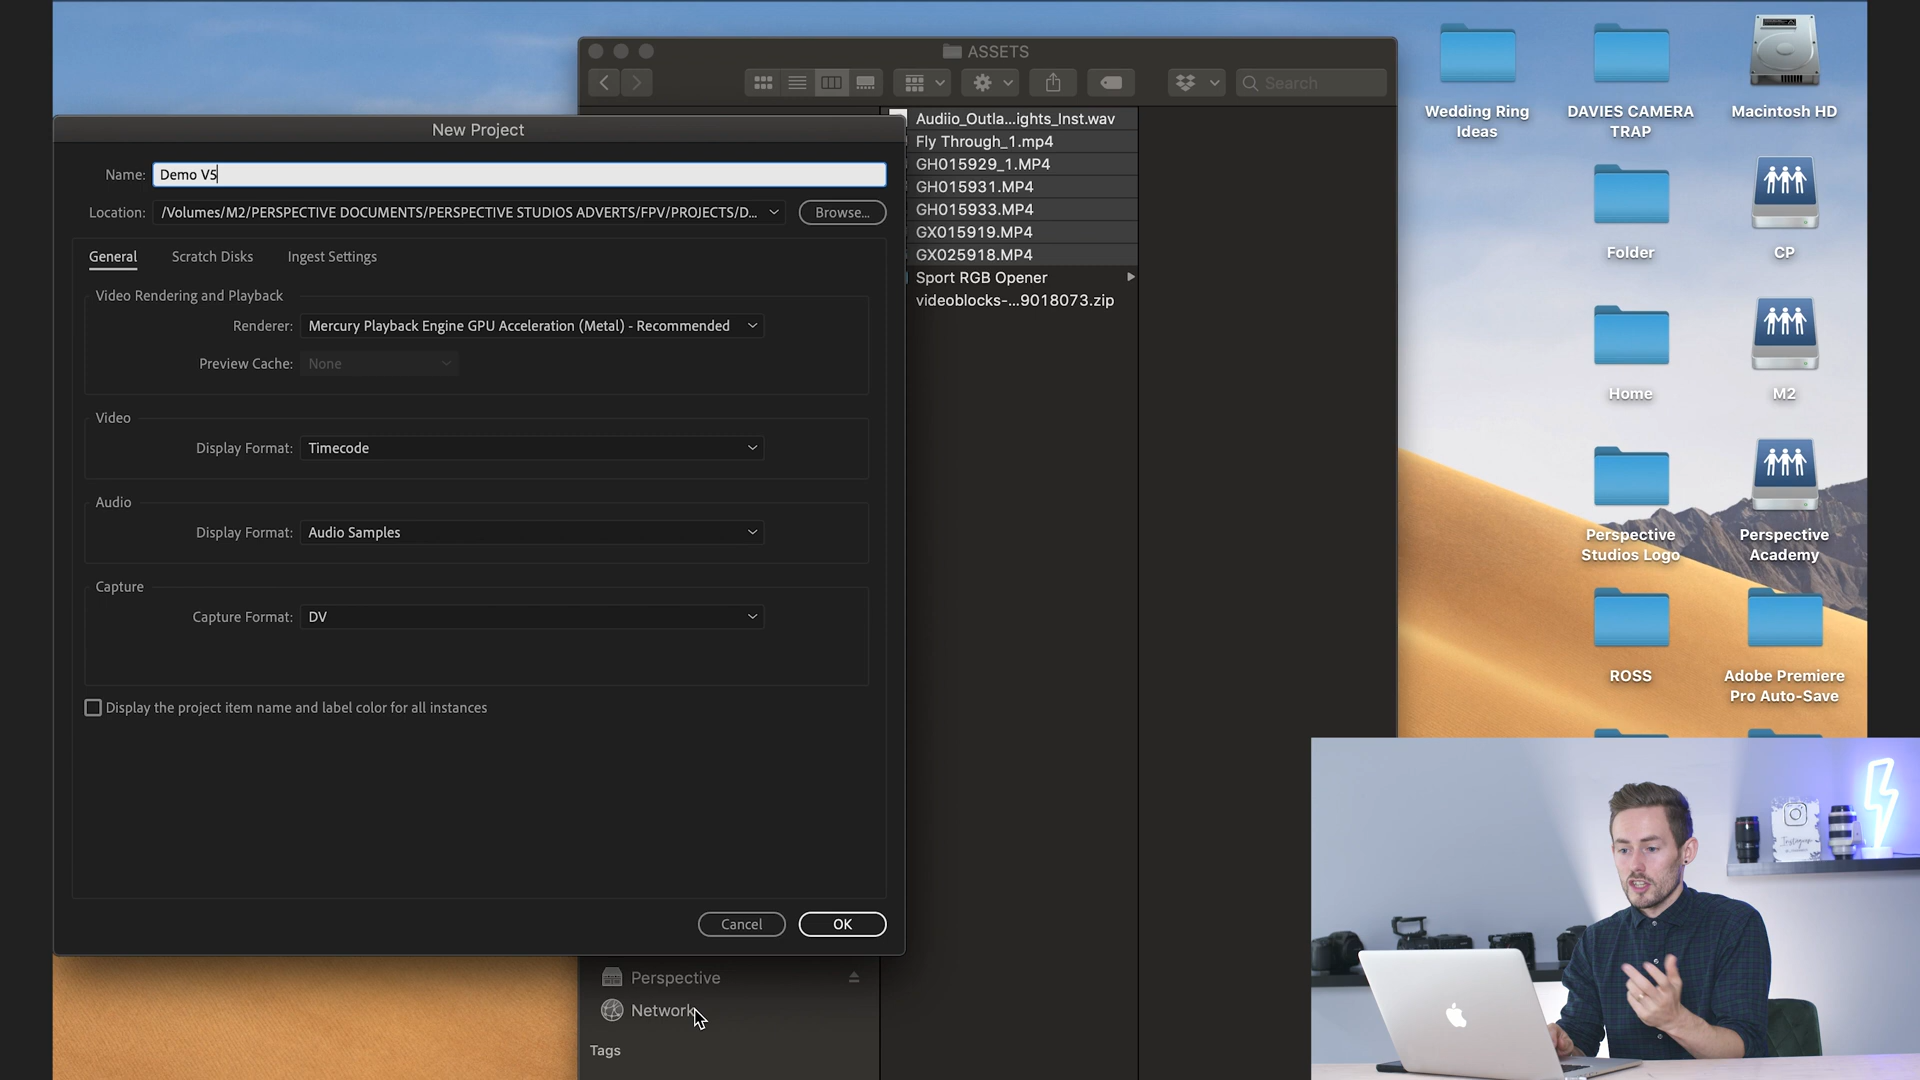 ASSETS
Search
New Project
Name: Demo V5
Location: /Volumes/M2/PERSPECTIVE DOCUMENTS/PERSPECTIVE STUDIOS ADVERTS/FPV/PROJECTS/D...
Browse...
General
Scratch Disks
Ingest Settings
Video Rendering and Playback
Renderer: Mercury Playback Engine GPU Acceleration (Metal) - Recommended
Preview Cache: None
Video
Display Format: Timecode
Audio
Display Format: Audio Samples
Capture
Capture Format: DV
Display the project item name and label color for all instances
Cancel
OK
Audiio_Outla...ights_Inst.wav
Fly Through_1.mp4
GH015929_1.MP4
GH015931.MP4
GH015933.MP4
GX015919.MP4
GX025918.MP4
Sport RGB Opener
videoblocks-...9018073.zip
Perspective
Network
Tags
Wedding Ring
Ideas
DAVIES CAMERA
TRAP
Macintosh HD
Folder
CP
Home
M2
Perspective
Studios Logo
Perspective
Academy
ROSS
Adobe Premiere
Pro Auto-Save
Instagram